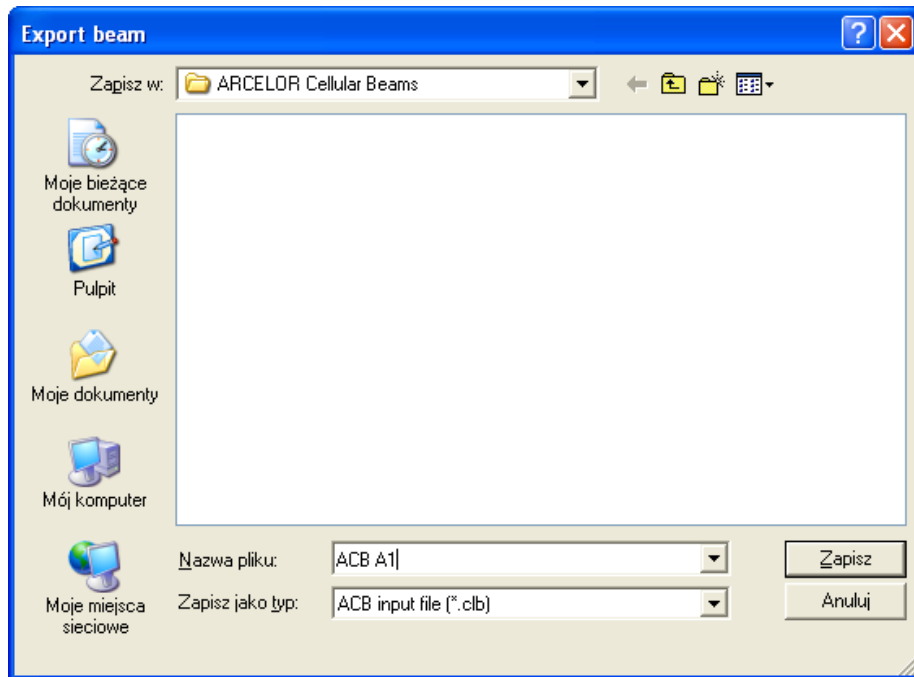 Export beam
Zapisz w:
ARCELOR Cellular Beams
Moje bieżące
dokumenty
Pulpit
Moje dokumenty
Mój komputer
Moje miejsca
sieciowe
Nazwa pliku:
ACB A1
Zapisz
Zapisz jako typ:
ACB input file (*.clb)
Anuluj